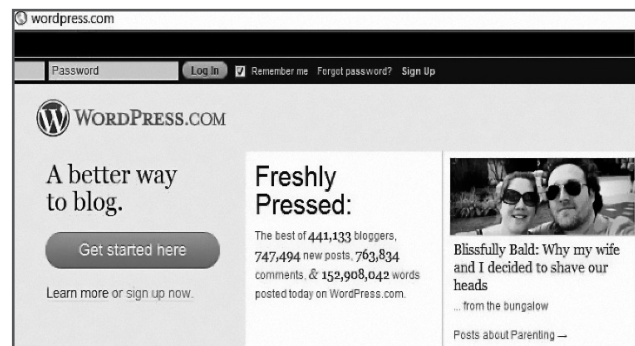 wordpress.com
Password Log In Remember me Forgot password? Sign Up
WORDPRESS.COM
A better way
to blog.
Get started here
Learn more or sign up now.
Freshly
Pressed:
The best of 441,133 bloggers,
747,494 new posts, 763,834
comments, & 152,908,042 words
posted today on WordPress.com.
Blissfully Bald: Why my wife
and I decided to shave our
heads
... from the bungalow
Posts about Parenting →